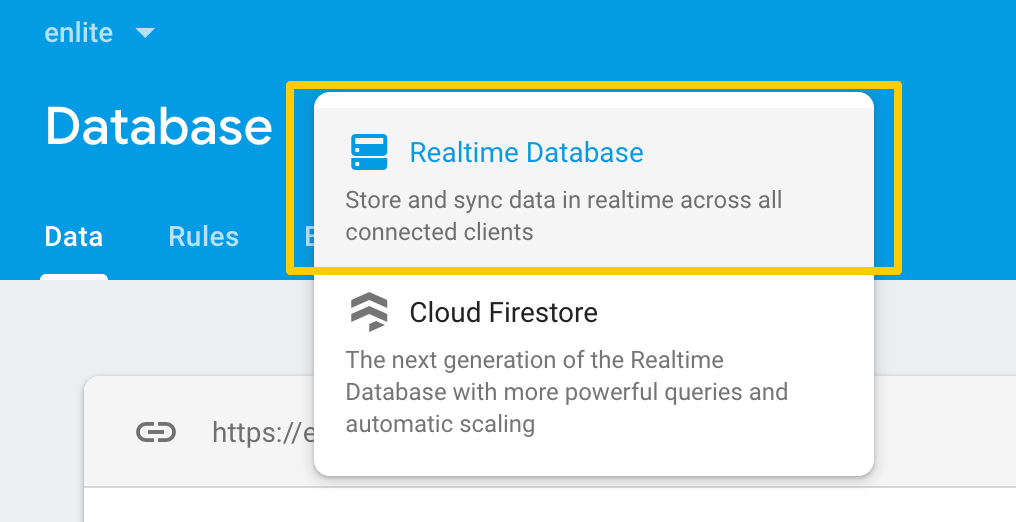 enlite
Database
Realtime Database
Store and sync data in realtime across all
connected clients
Data Rules
Cloud Firestore
The next generation of the Realtime
Database with more powerful queries and
automatic scaling
https://e